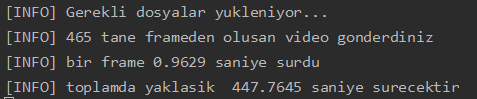 [INFO] Gerekli dosyalar yukleniyor...
[INFO] 465 tane frameden olusan video gonderdiniz
[INFO] bir frame 0.9629 saniye surdu
[INFO] toplamda yaklasik  447.7645 saniye surecektir